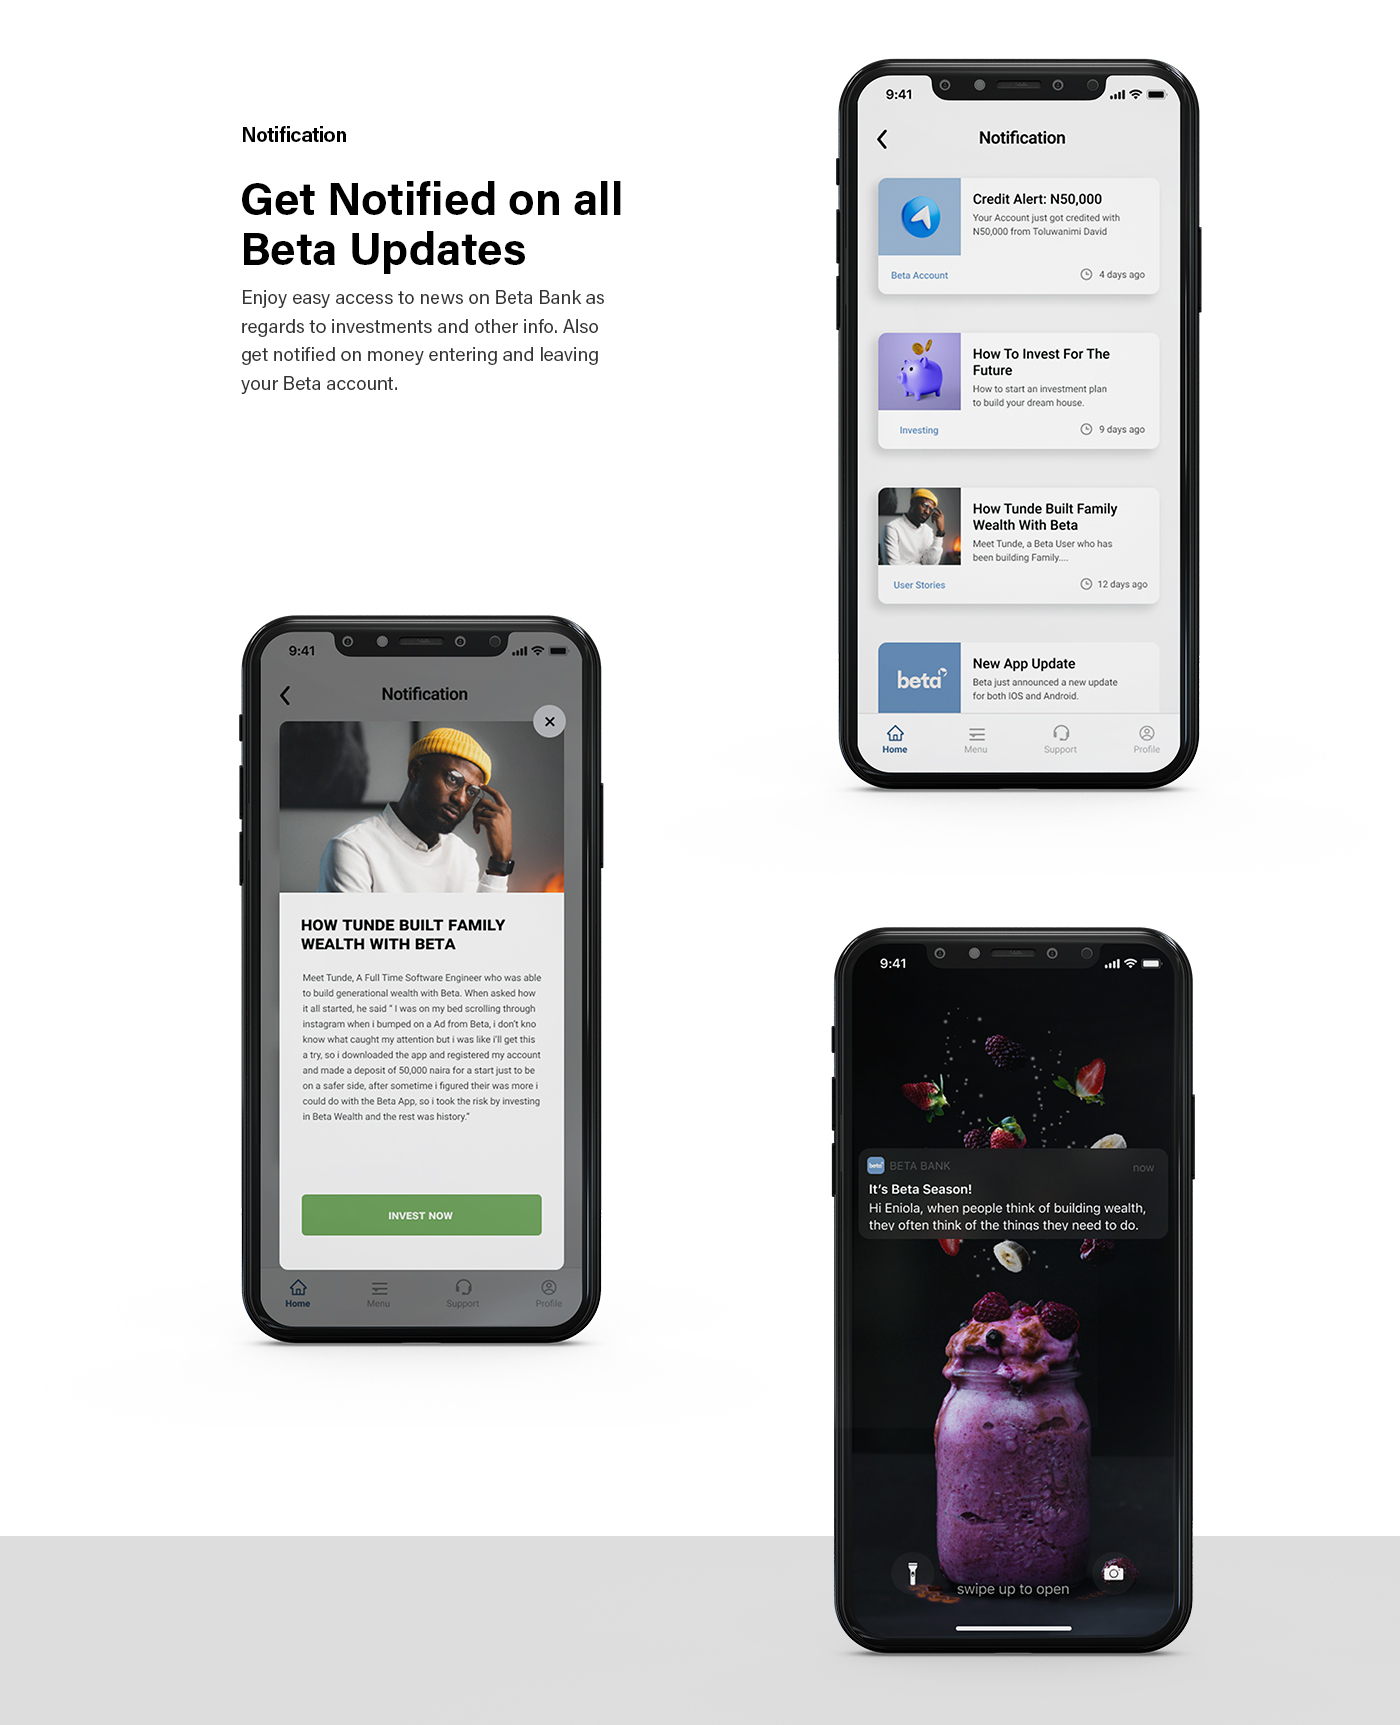 Notification
Get Notified on all
Beta Updates
Enjoy easy access to news on Beta Bank as
regards to investments and other info. Also
get notified on money entering and leaving
your Beta account.
9:41
Notification
Credit Alert: N50,000
Your Account just got credited with
N50,000 from Toluwanimi David
Beta Account
4 days ago
How To Invest For The
Future
How to start an investment plan
to build your dream house.
Investing
9 days ago
How Tunde Built Family
Wealth With Beta
Meet Tunde, a Beta User who has
been building Family....
User Stories
12 days ago
beta
New App Update
Beta just announced a new update
for both IOS and Android.
Home
Menu
Support
Profile
9:41
Notification
HOW TUNDE BUILT FAMILY
WEALTH WITH BETA
Meet Tunde, A Full Time Software Engineer who was able
to build generational wealth with Beta. When asked how
it all started, he said “ I was on my bed scrolling through
instagram when i bumped on a Ad from Beta, i don't kno
know what caught my attention but i was like i'll get this
a try, so i downloaded the app and registered my account
and made a deposit of 50,000 naira for a start just to be
on a safer side, after sometime i figured their was more i
could do with the Beta App, so i took the risk by investing
in Beta Wealth and the rest was history.”
INVEST NOW
Home
Menu
Support
Profile
9:41
beta
BETA BANK
now
It's Beta Season!
Hi Eniola, when people think of building wealth,
they often think of the things they need to do.
swipe up to open